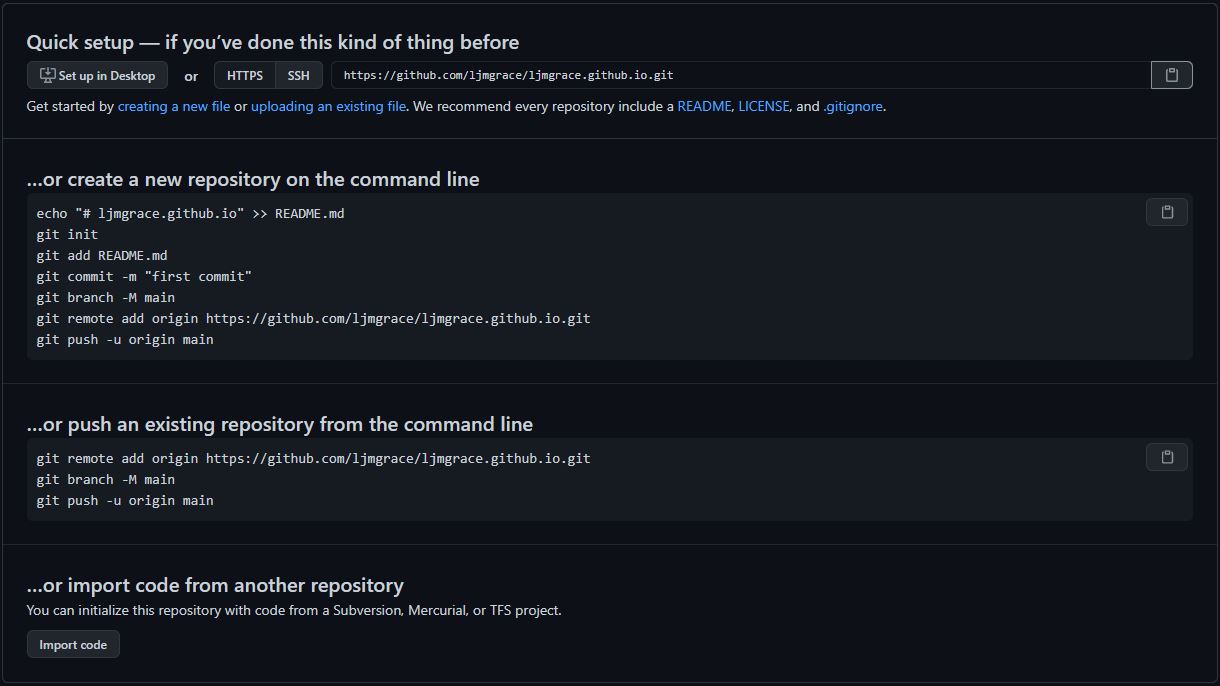 Quick setup — if you’ve done this kind of thing before
Set up in Desktop or HTTPS SSH https://github.com/ljmgrace/ljmgrace.github.io.git
Get started by creating a new file or uploading an existing file. We recommend every repository include a README, LICENSE, and .gitignore.
…or create a new repository on the command line
echo "# ljmgrace.github.io" >> README.md
git init
git add README.md
git commit -m "first commit"
git branch -M main
git remote add origin https://github.com/ljmgrace/ljmgrace.github.io.git
git push -u origin main
…or push an existing repository from the command line
git remote add origin https://github.com/ljmgrace/ljmgrace.github.io.git
git branch -M main
git push -u origin main
…or import code from another repository
You can initialize this repository with code from a Subversion, Mercurial, or TFS project.
Import code